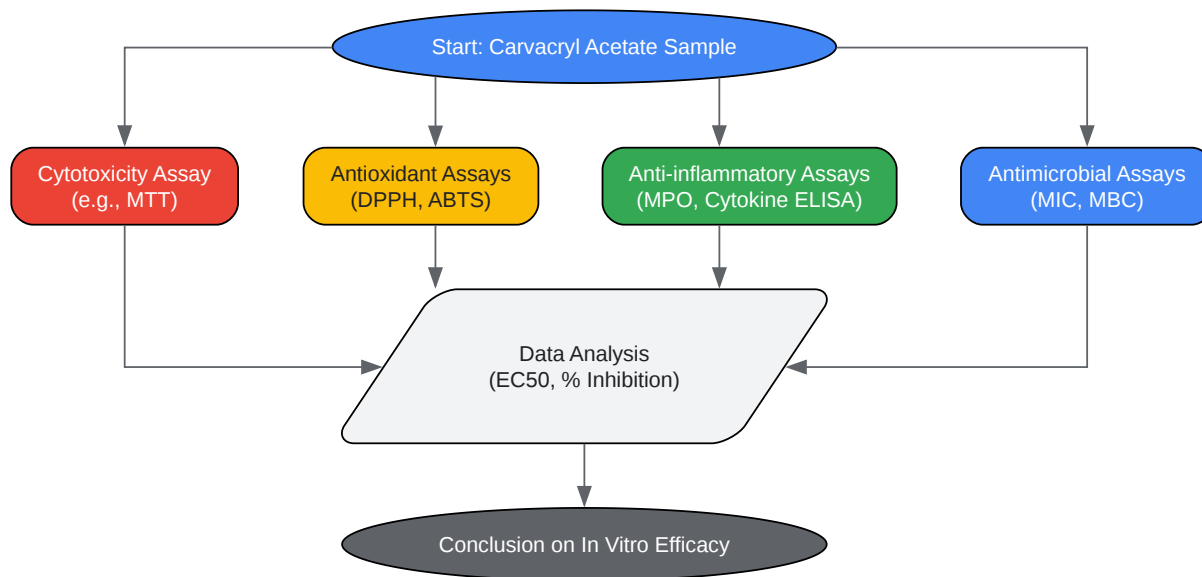 Start: Carvacryl Acetate Sample
Cytotoxicity Assay
(e.g., MTT)
Antioxidant Assays
(DPPH, ABTS)
Anti-inflammatory Assays
(MPO, Cytokine ELISA)
Antimicrobial Assays
(MIC, MBC)
Data Analysis
(EC50, % Inhibition)
Conclusion on In Vitro Efficacy